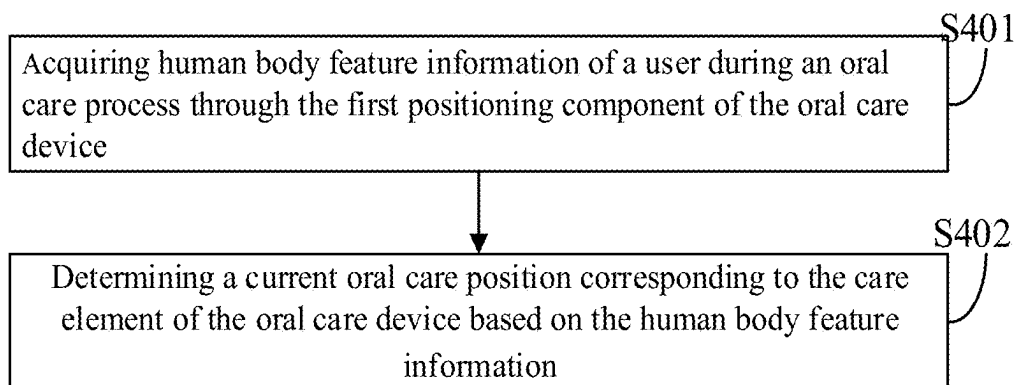 S401
Acquiring human body feature information of a user during an oral
care process through the first positioning component of the oral care
device
S402
Determining a current oral care position corresponding to the care
element of the oral care device based on the human body feature
information